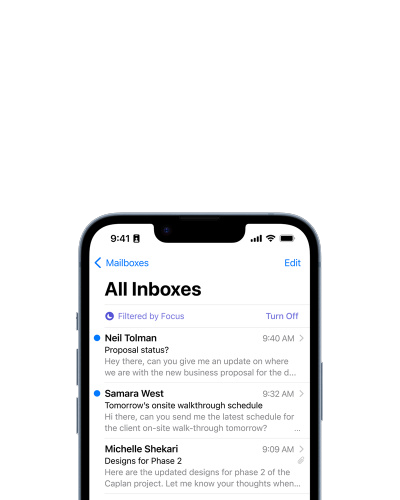 9:41
Mailboxes
Edit
All Inboxes
Filtered by Focus
Turn Off
Neil Tolman
9:40 AM
Proposal status?
Hey there, can you give me an update on where
we are with the new business proposal for the d...
Samara West
9:32 AM
Tomorrow's onsite walkthrough schedule
Hi there, can you send me the latest schedule for
the client on-site walk-through tomorrow? ...
Michelle Shekari
9:09 AM
Designs for Phase 2
Here are the updated designs for phase 2 of the
Caplan project. Let me know your thoughts when...